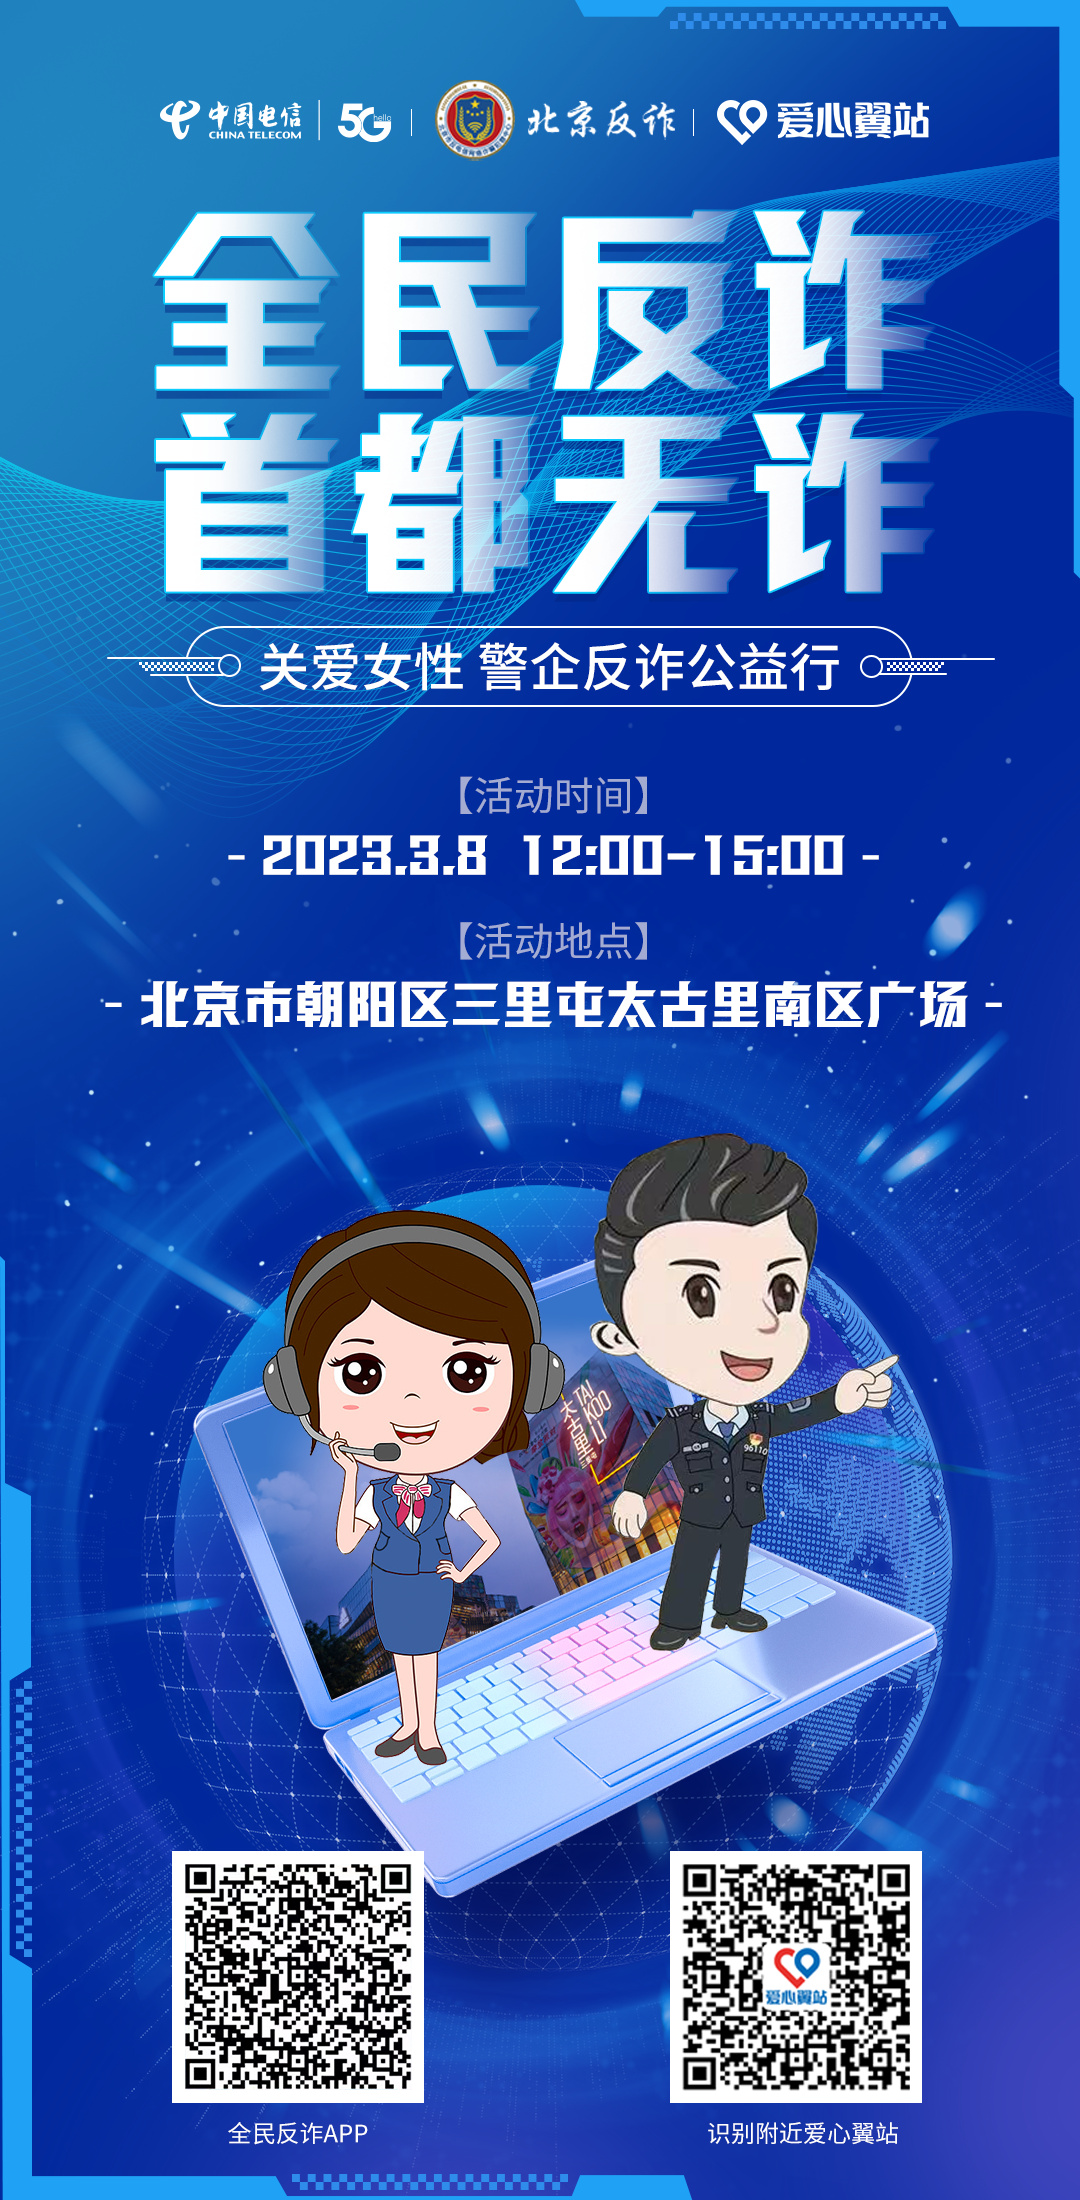 中国电信 CHINA TELECOM 5G hello 北京反诈 爱心翼站
全民反诈
首都无诈
关爱女性 警企反诈公益行
【活动时间】
- 2023.3.8 12:00-15:00 -
【活动地点】
- 北京市朝阳区三里屯太古里南区广场 -
太古里 TAI KOO LI
96110
爱心翼站
全民反诈APP 识别附近爱心翼站